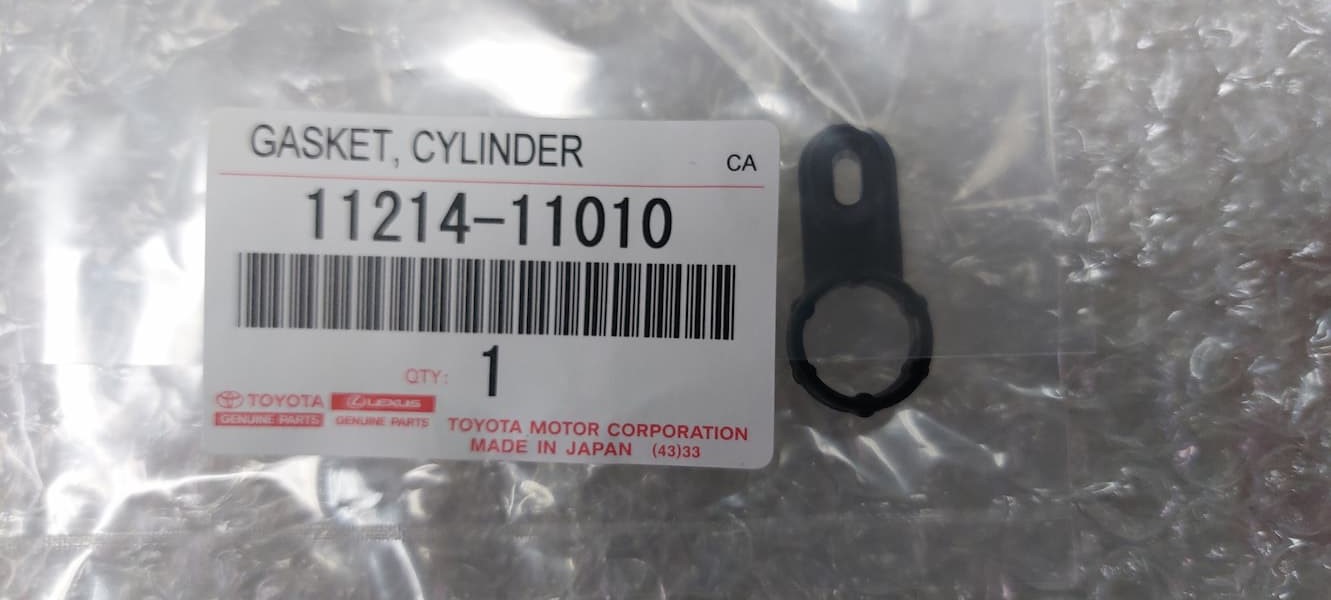 GASKET, CYLINDER
CA
11214-11010
QTY: 1
TOYOTA LEXUS
GENUINE PARTS GENUINE PARTS
TOYOTA MOTOR CORPORATION
MADE IN JAPAN (43)33